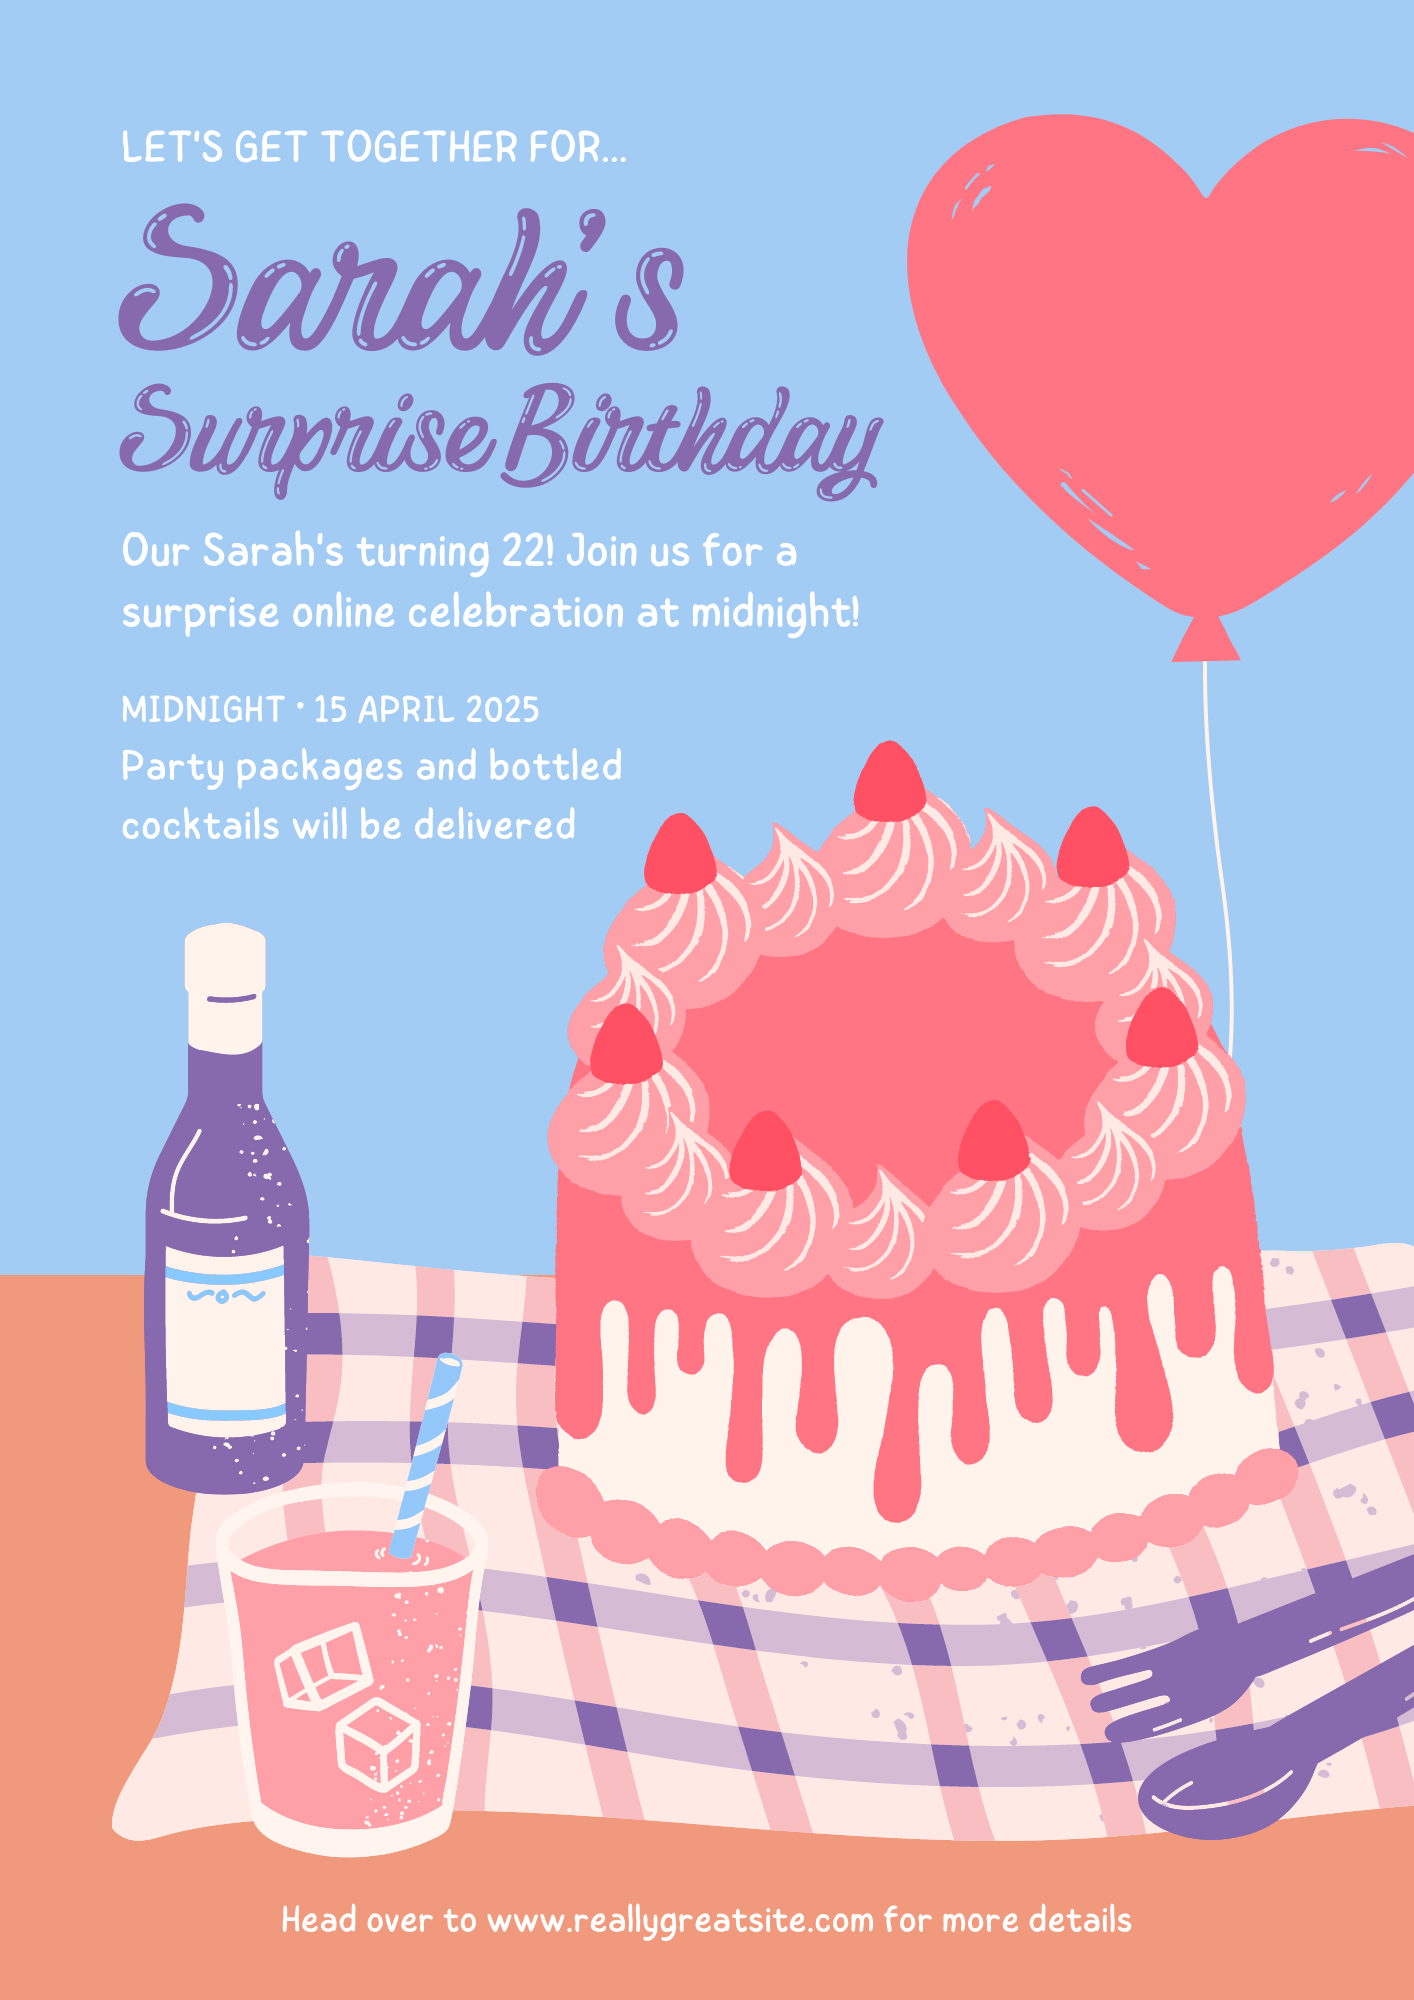 LET'S GET TOGETHER FOR...
Sarah's
Surprise Birthday
Our Sarah's turning 22! Join us for a
surprise online celebration at midnight!
MIDNIGHT • 15 APRIL 2025
Party packages and bottled
cocktails will be delivered
Head over to www.reallygreatsite.com for more details